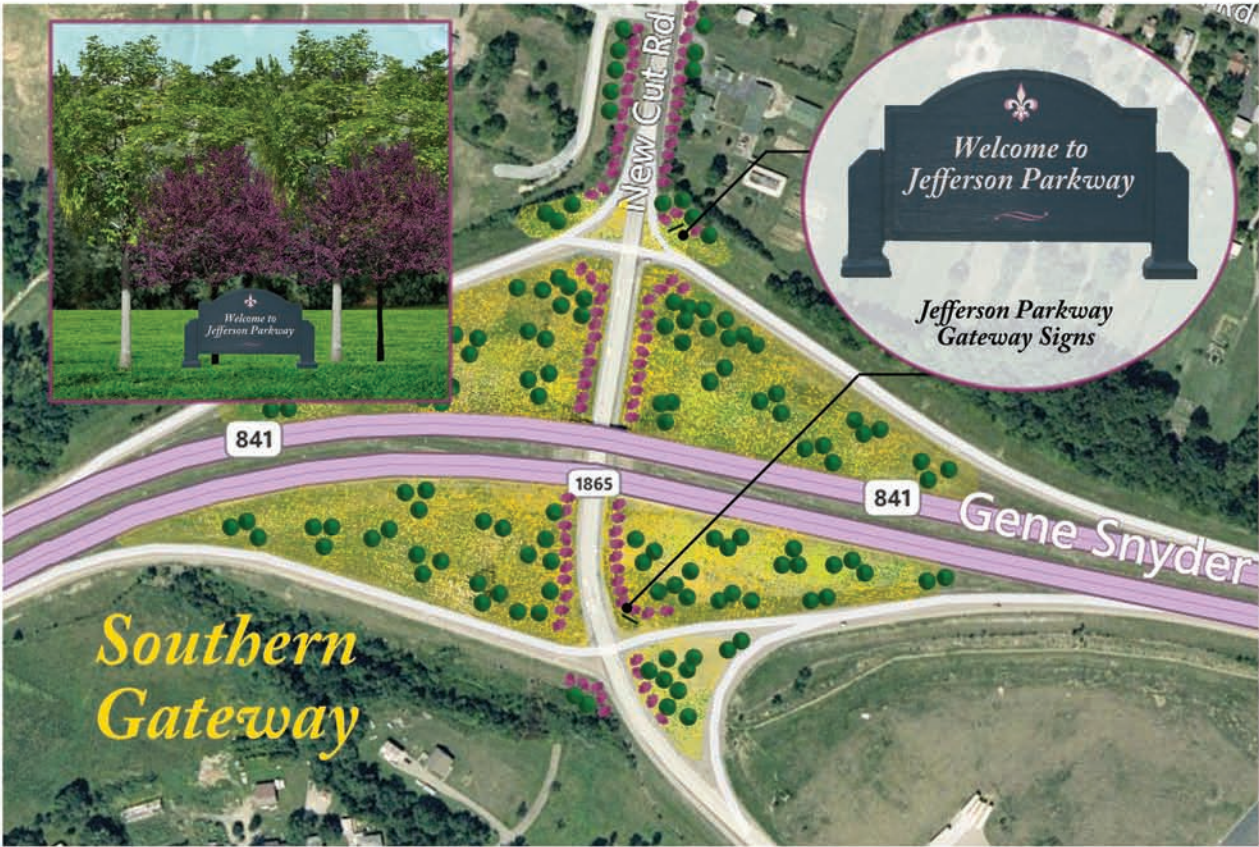 Rd
New Cut Rd
Welcome to
Jefferson Parkway
Welcome to
Jefferson Parkway
Jefferson Parkway
Gateway Signs
841
1865
841
Gene Snyder
Southern
Gateway